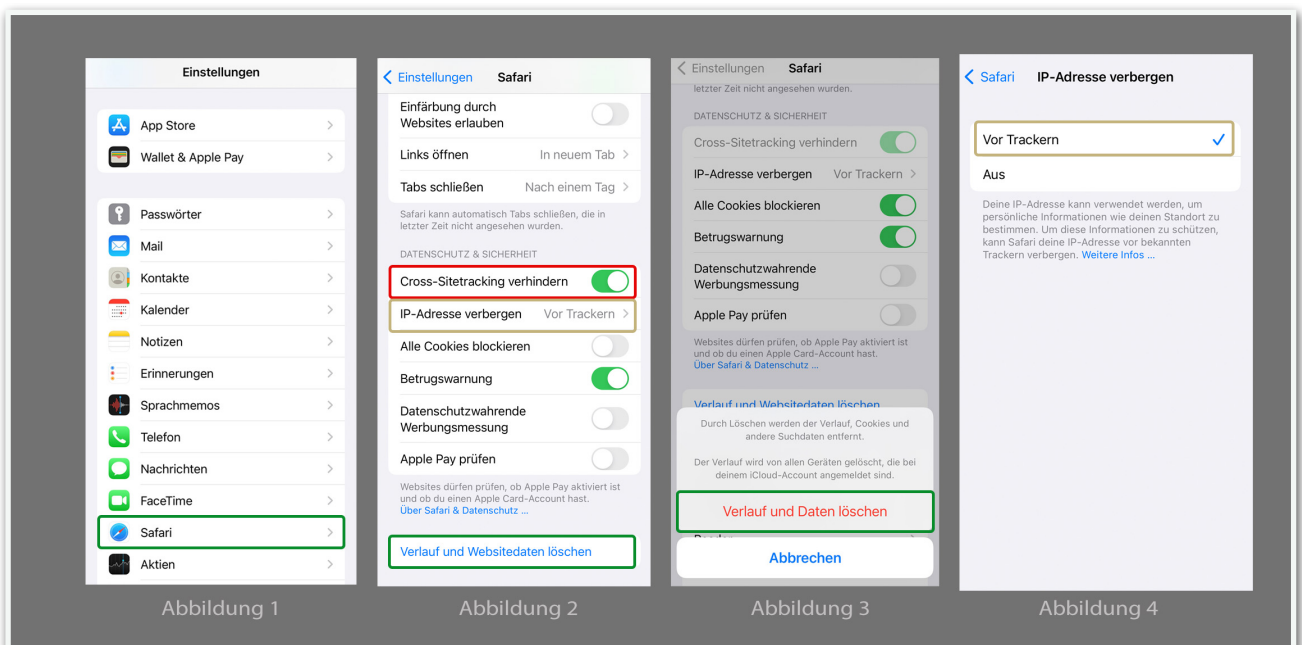 Einstellungen
App Store
Wallet & Apple Pay
Passwörter
Mail
Kontakte
Kalender
Notizen
Erinnerungen
Sprachmemos
Telefon
Nachrichten
FaceTime
Safari
Aktien
Abbildung 1
Einstellungen Safari
Einfärbung durch
Websites erlauben
Links öffnen In neuem Tab
Tabs schließen Nach einem Tag
Safari kann automatisch Tabs schließen, die in
letzter Zeit nicht angesehen wurden.
DATENSCHUTZ & SICHERHEIT
Cross-Sitetracking verhindern
IP-Adresse verbergen Vor Trackern
Alle Cookies blockieren
Betrugswarnung
Datenschutzwahrende
Werbungsmessung
Apple Pay prüfen
Websites dürfen prüfen, ob Apple Pay aktiviert ist
und ob du einen Apple Card-Account hast.
Über Safari & Datenschutz ...
Verlauf und Websitedaten löschen
Abbildung 2
Einstellungen Safari
letzter Zeit nicht angesehen wurden.
DATENSCHUTZ & SICHERHEIT
Cross-Sitetracking verhindern
IP-Adresse verbergen Vor Trackern
Alle Cookies blockieren
Betrugswarnung
Datenschutzwahrende
Werbungsmessung
Apple Pay prüfen
Websites dürfen prüfen, ob Apple Pay aktiviert ist
und ob du einen Apple Card-Account hast.
Über Safari & Datenschutz ...
Verlauf und Websitedaten löschen
Durch Löschen werden der Verlauf, Cookies und
andere Suchdaten entfernt.
Der Verlauf wird von allen Geräten gelöscht, die bei
deinem iCloud-Account angemeldet sind.
Verlauf und Daten löschen
Abbrechen
Abbildung 3
Safari IP-Adresse verbergen
Vor Trackern
Aus
Deine IP-Adresse kann verwendet werden, um
persönliche Informationen wie deinen Standort zu
bestimmen. Um diese Informationen zu schützen,
kann Safari deine IP-Adresse vor bekannten
Trackern verbergen. Weitere Infos ...
Abbildung 4